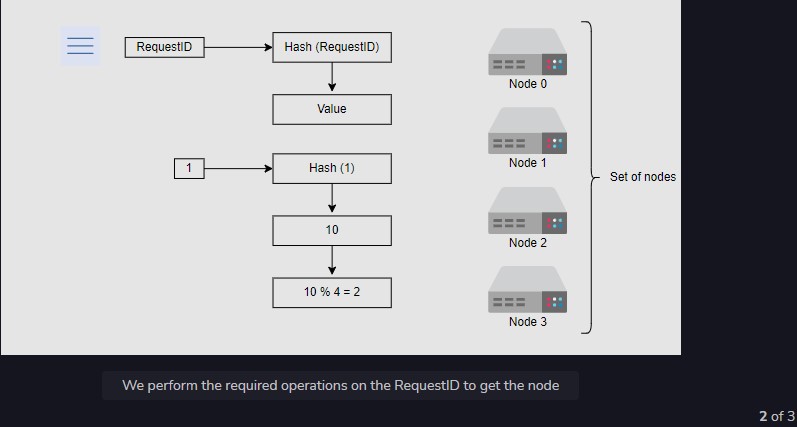 RequestID
Hash (RequestID)
Value
1
Hash (1)
10
10 % 4 = 2
Node 0
Node 1
Node 2
Node 3
Set of nodes
We perform the required operations on the RequestID to get the node
2 of 3